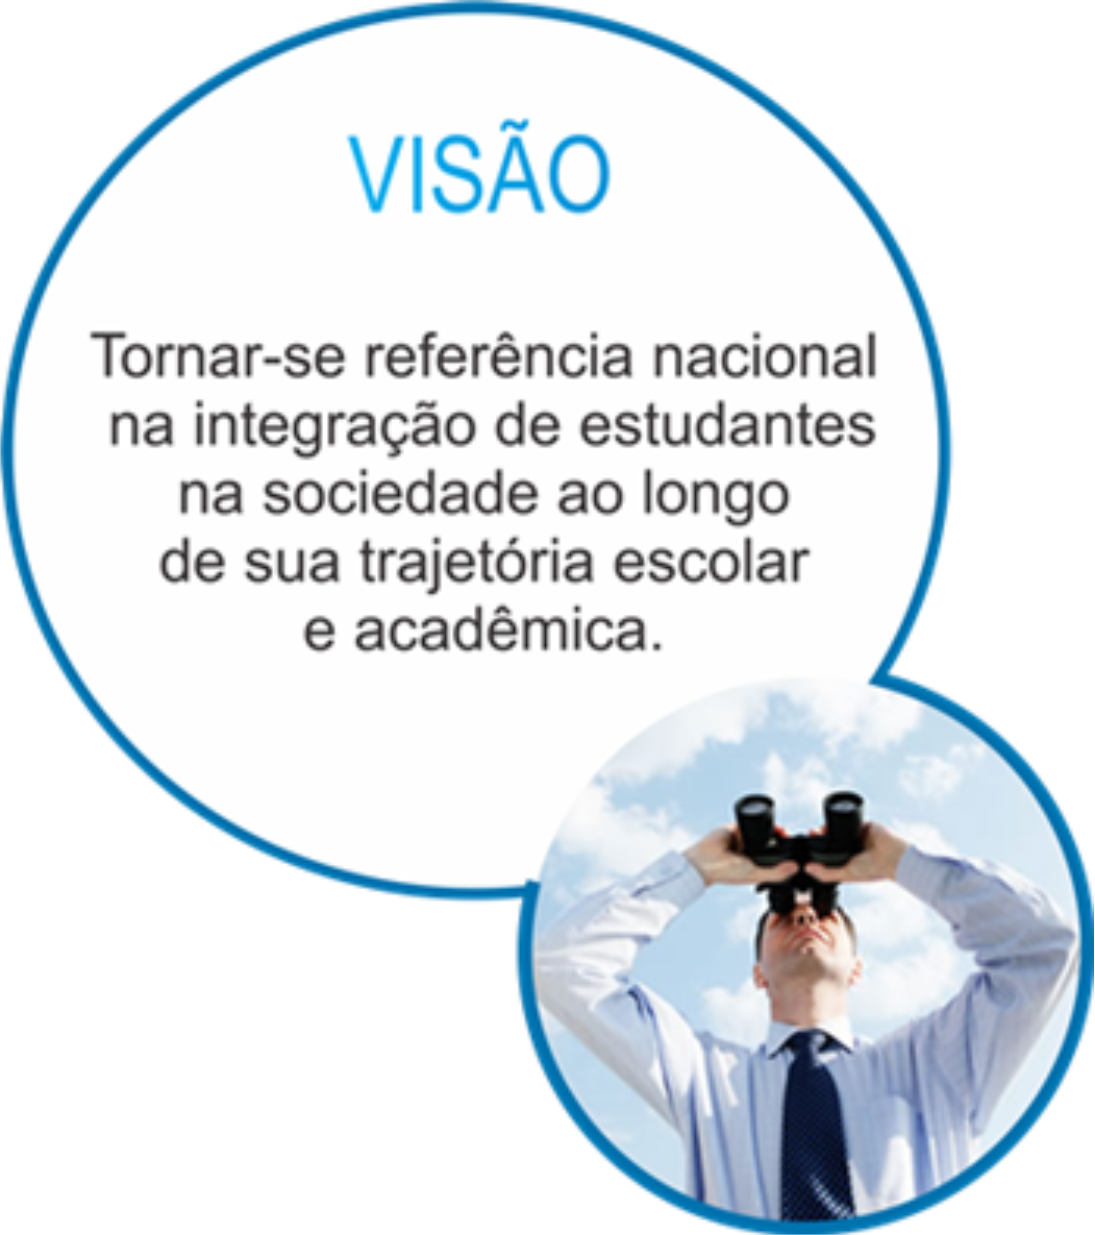 VISÃO
Tornar-se referência nacional
na integração de estudantes
na sociedade ao longo
de sua trajetória escolar
e acadêmica.